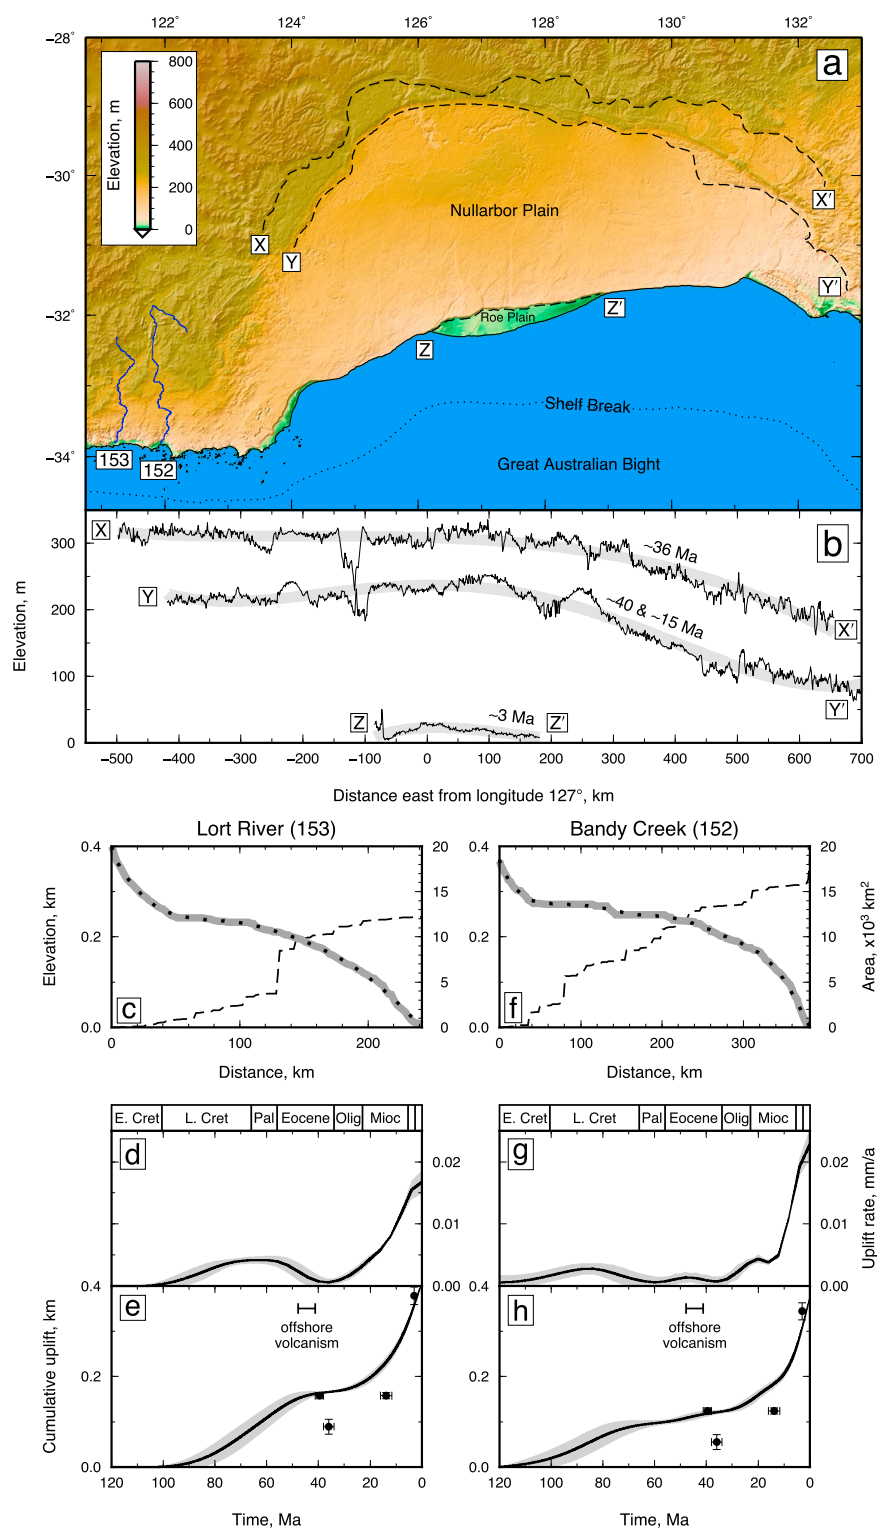 122° 124° 126° 128° 130° 132°
−28°
−30°
−32°
−34°
Elevation, m
800
600
400
200
0
a
X
X′
Y
Y′
Nullarbor Plain
Roe Plain
Z
Z′
Shelf Break
Great Australian Bight
153
152
b
Elevation, m
300
200
100
0
X
~36 Ma
X′
Y
~40 & ~15 Ma
Y′
Z
~3 Ma
Z′
−500 −400 −300 −200 −100 0 100 200 300 400 500 600 700
Distance east from longitude 127°, km
Lort River (153)
Elevation, km
0.4
0.2
0.0
20
15
10
5
0
c
0 100 200
Distance, km
Bandy Creek (152)
0.4
0.2
0.0
20
15
10
5
0
Area, x10³ km²
f
0 100 200 300
Distance, km
E. Cret L. Cret Pal Eocene Olig Mioc
d
0.02
0.01
0.00
E. Cret L. Cret Pal Eocene Olig Mioc
g
0.02
0.01
0.00
Uplift rate, mm/a
e
Cumulative uplift, km
0.4
0.2
0.0
offshore
volcanism
120 100 80 60 40 20 0
Time, Ma
h
0.4
0.2
0.0
offshore
volcanism
120 100 80 60 40 20 0
Time, Ma